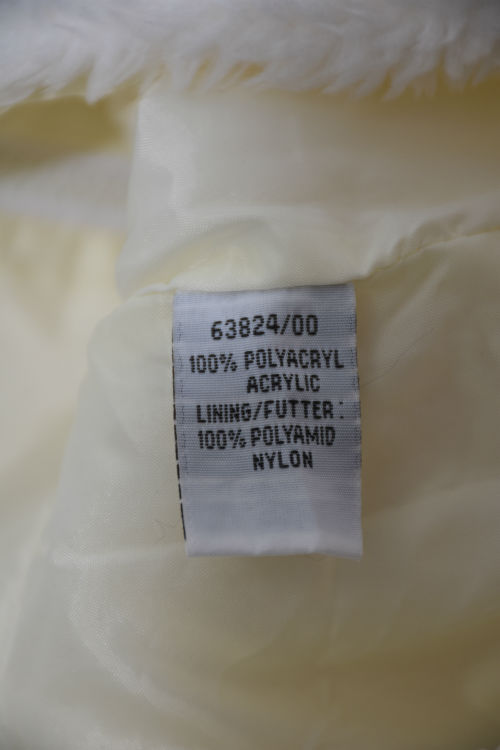 63824/00
100% POLYACRYL
ACRYLIC
LINING/FUTTER:
100% POLYAMID
NYLON